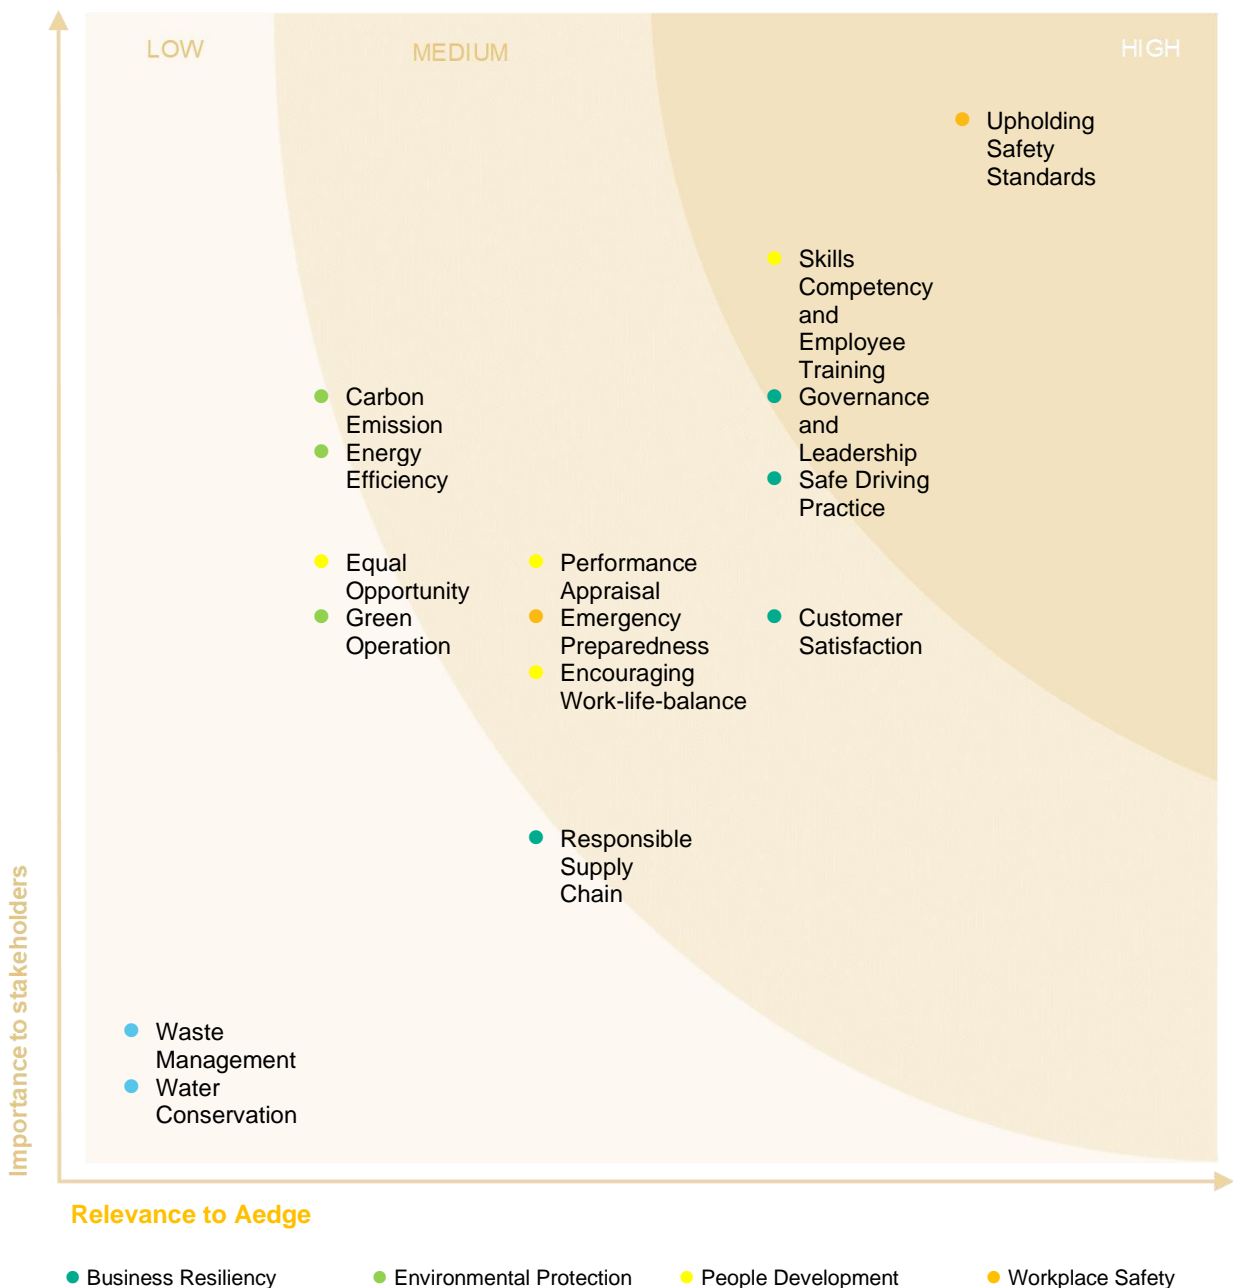 LOW
MEDIUM
HIGH
Upholding
Safety
Standards
Skills
Competency
and
Employee
Training
Carbon
Emission
Energy
Efficiency
Governance
and
Leadership
Safe Driving
Practice
Equal
Opportunity
Green
Operation
Performance
Appraisal
Emergency
Preparedness
Encouraging
Work-life-balance
Customer
Satisfaction
Responsible
Supply
Chain
Waste
Management
Water
Conservation
Importance to stakeholders
Relevance to Aedge
Business Resiliency
Environmental Protection
People Development
Workplace Safety